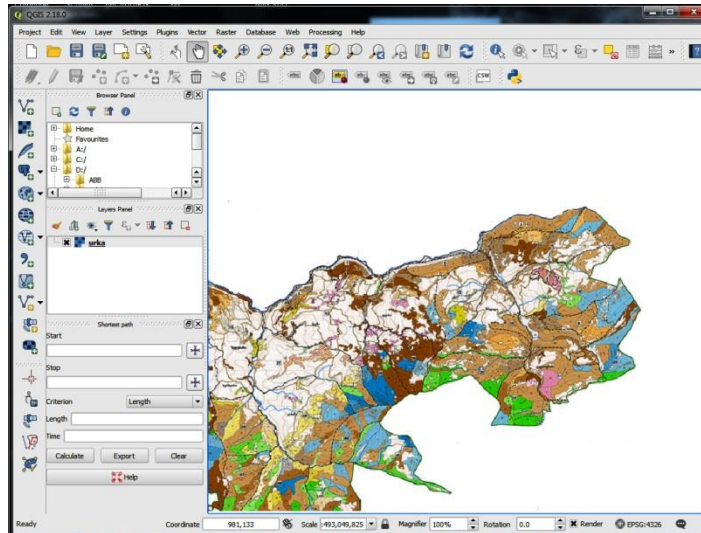 QGIS 2.18.0
Project Edit View Layer Settings Plugins Vector Raster Database Web Processing Help
Browser Panel
Home
Favourites
A:/
C:/
D:/
ABB
Layers Panel
urka
Shortest path
Start
Stop
Criterion Length
Length
Time
Calculate Export Clear
Help
Ready Coordinate 981,133 Scale :493,049,825 Magnifier 100% Rotation 0.0 Render EPSG:4326
abc
CSW